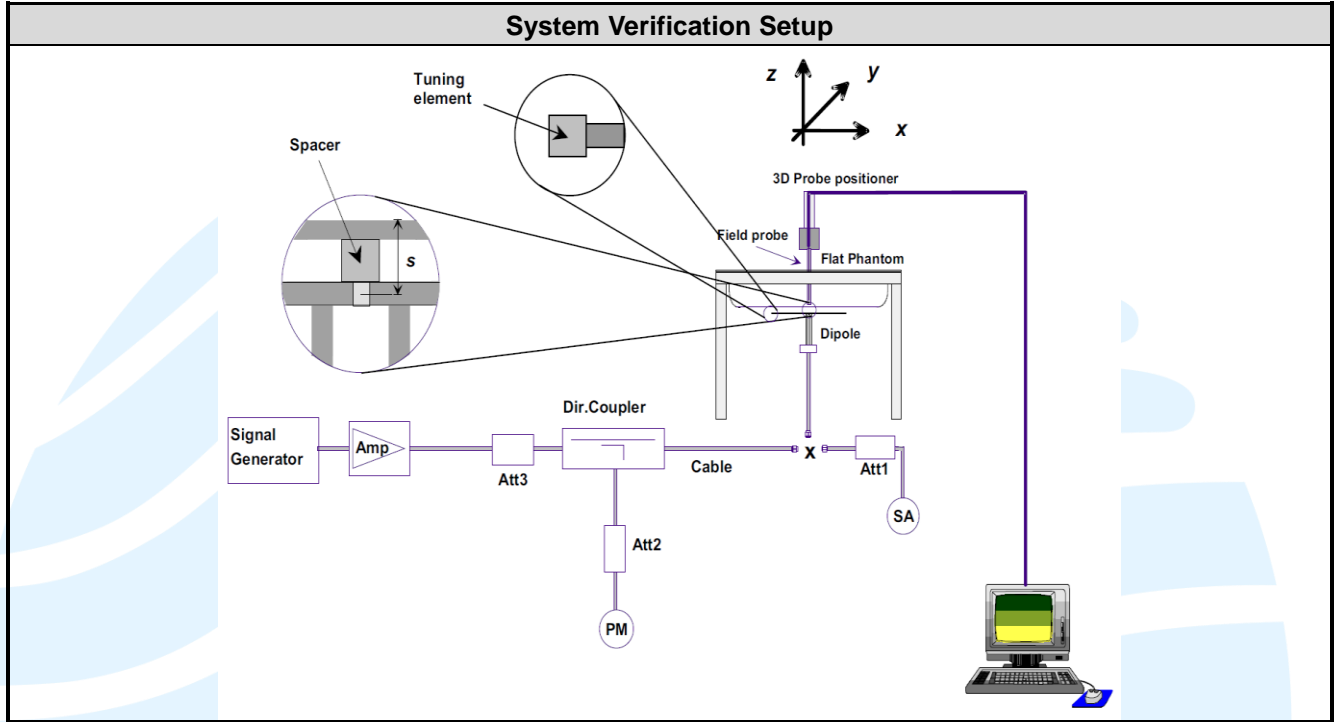 System Verification Setup
Tuning
element
z
y
x
Spacer
s
3D Probe positioner
Field probe
Flat Phantom
Dipole
Dir.Coupler
Signal
Generator
Amp
Att3
Cable
x
Att1
SA
Att2
PM